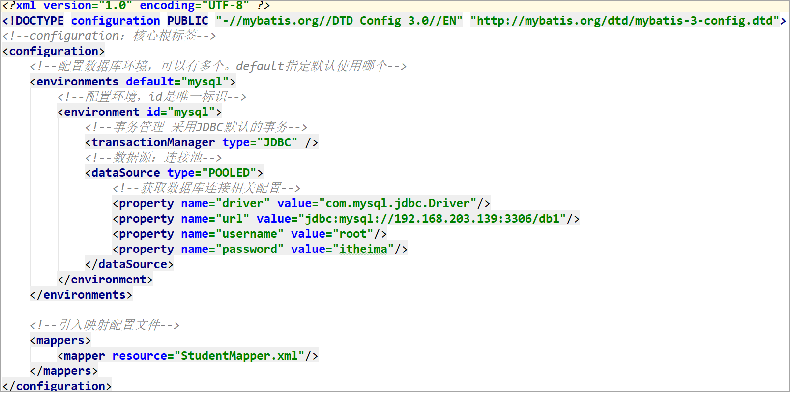 <?xml version="1.0" encoding="UTF-8" ?>
<!DOCTYPE configuration PUBLIC "-//mybatis.org//DTD Config 3.0//EN" "http://mybatis.org/dtd/mybatis-3-config.dtd">
<!--configuration：核心根标签-->
<configuration>
<!--配置数据库环境，可以有多个。default指定默认使用哪个-->
<environments default="mysql">
<!--配置环境，id是唯一标识-->
<environment id="mysql">
<!--事务管理 采用JDBC默认的事务-->
<transactionManager type="JDBC" />
<!--数据源：连接池-->
<dataSource type="POOLED">
<!--获取数据库连接相关配置-->
<property name="driver" value="com.mysql.jdbc.Driver"/>
<property name="url" value="jdbc:mysql://192.168.203.139:3306/db1"/>
<property name="username" value="root"/>
<property name="password" value="itheima"/>
</dataSource>
</environment>
</environments>
<!--引入映射配置文件-->
<mappers>
<mapper resource="StudentMapper.xml"/>
</mappers>
</configuration>